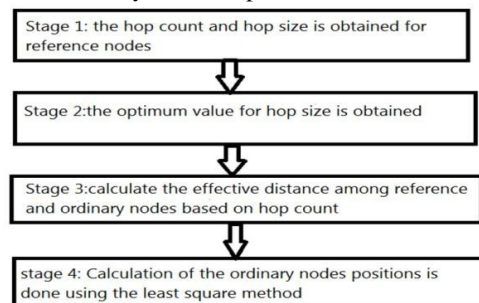 Stage 1: the hop count and hop size is obtained for
reference nodes
Stage 2:the optimum value for hop size is obtained
Stage 3:calculate the effective distance among reference
and ordinary nodes based on hop count
stage 4: Calculation of the ordinary nodes positions is
done using the least square method